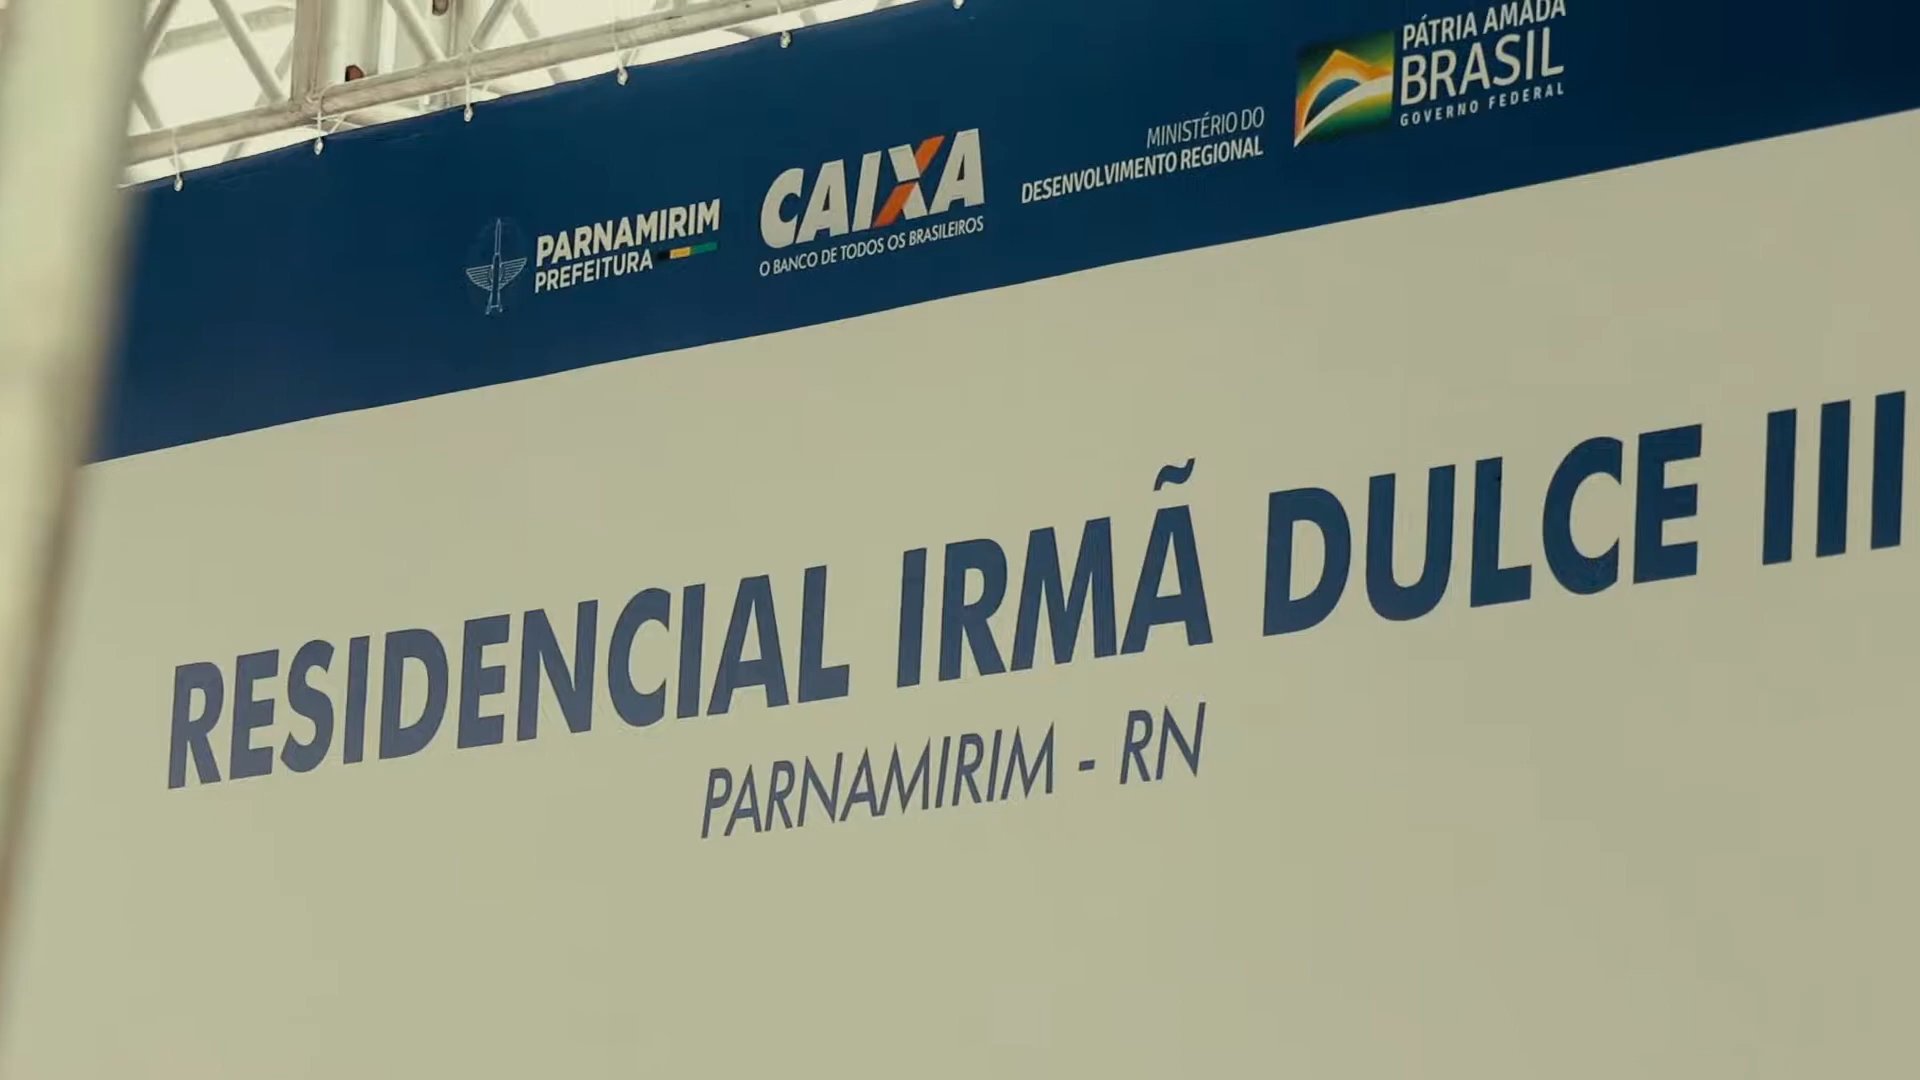 PARNAMIRIM
PREFEITURA
CAIXA
O BANCO DE TODOS OS BRASILEIROS
MINISTÉRIO DO
DESENVOLVIMENTO REGIONAL
PÁTRIA AMADA
BRASIL
GOVERNO FEDERAL
RESIDENCIAL IRMÃ DULCE III
PARNAMIRIM - RN